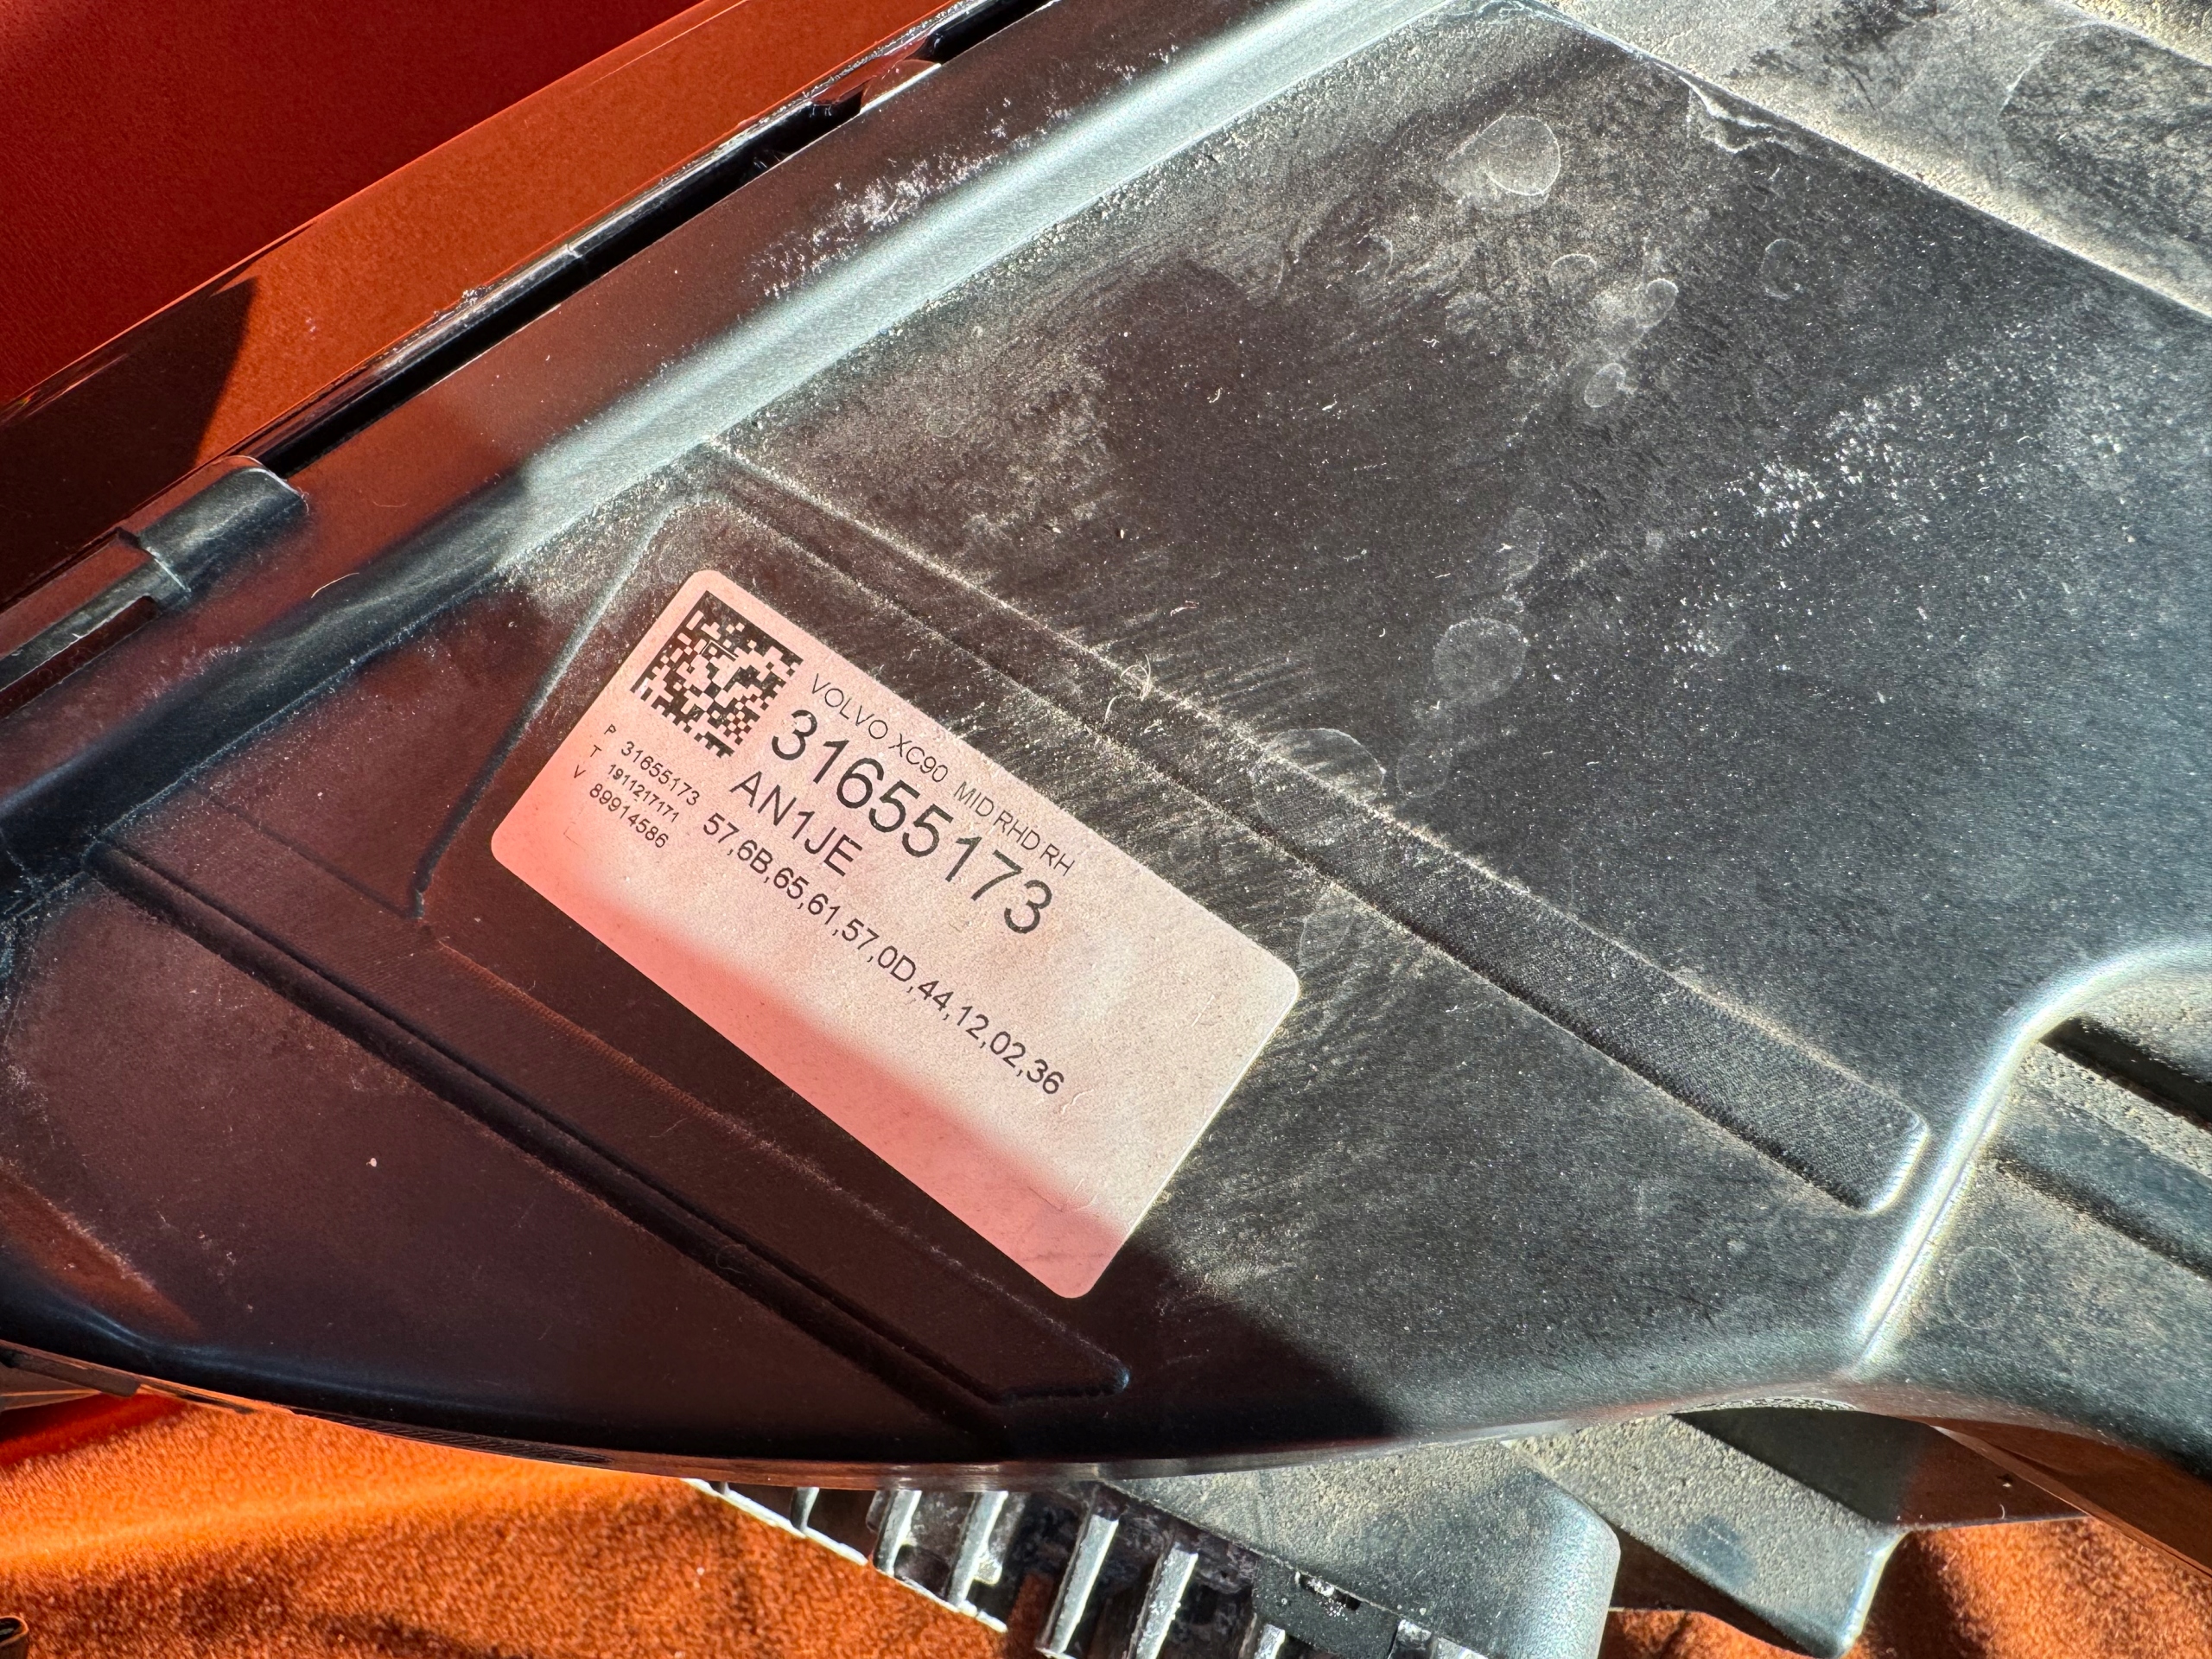 VOLVO XC90 MID RHD RH
31655173
AN1JE
P 31655173
T 1911217171
V 89914586
57,6B,65,61,57,0D,44,12,02,36